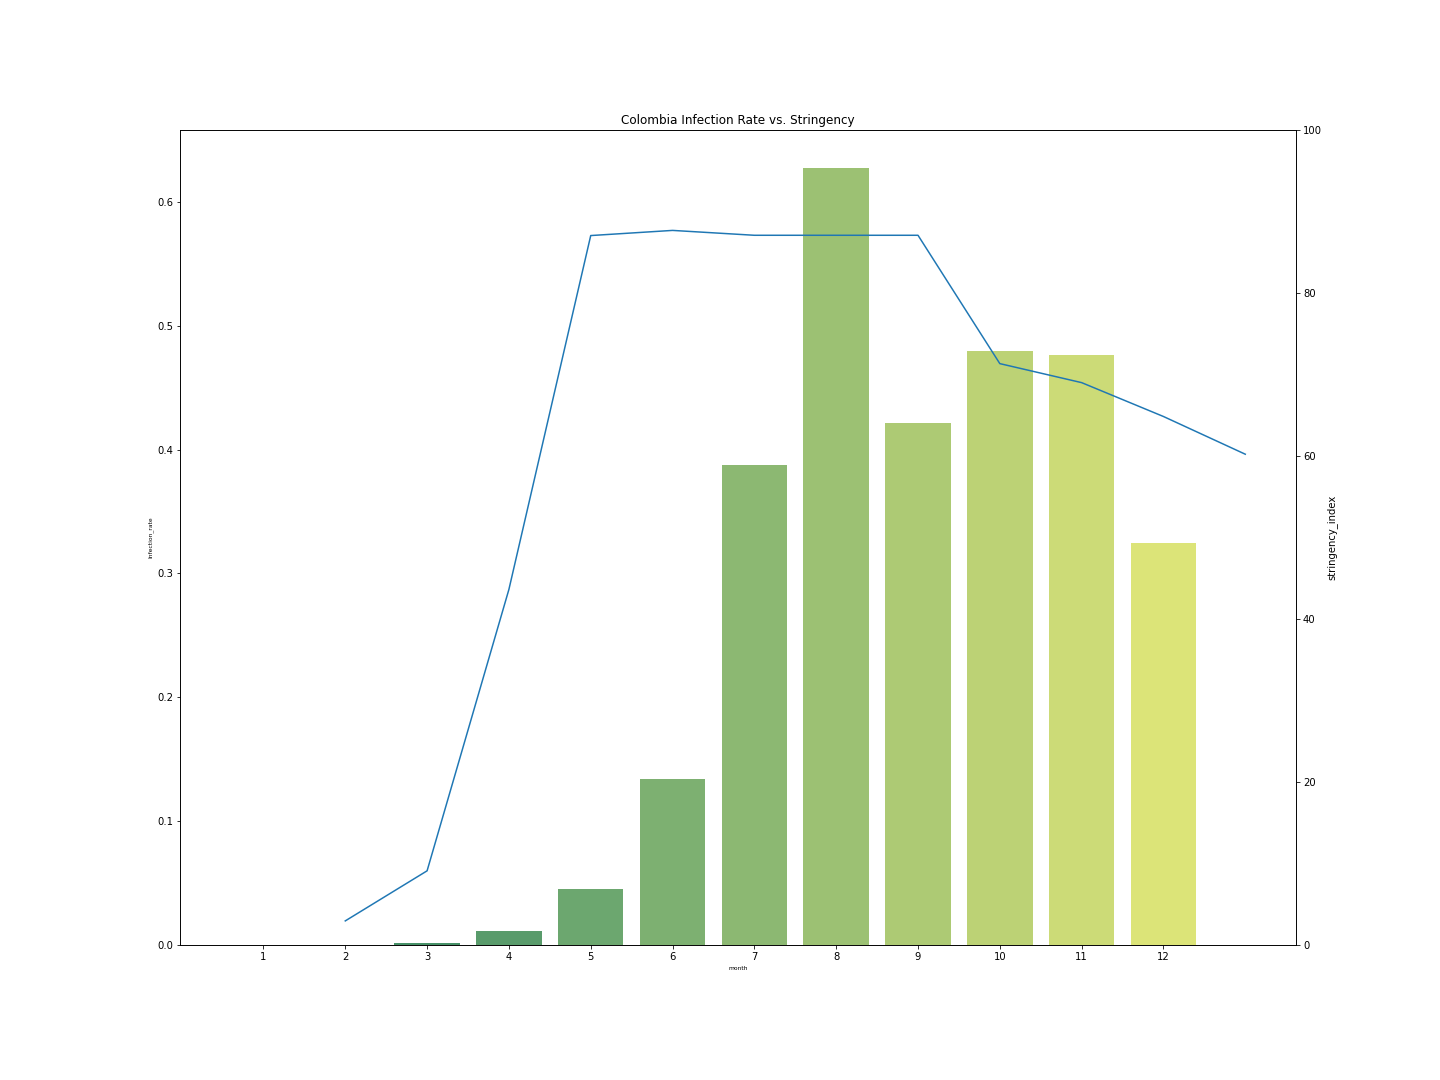 Colombia Infection Rate vs. Stringency
0.6
0.5
0.4
0.3
0.2
0.1
0.0
infection_rate
100
80
60
40
20
0
stringency_index
1 2 3 4 5 6 7 8 9 10 11 12
month